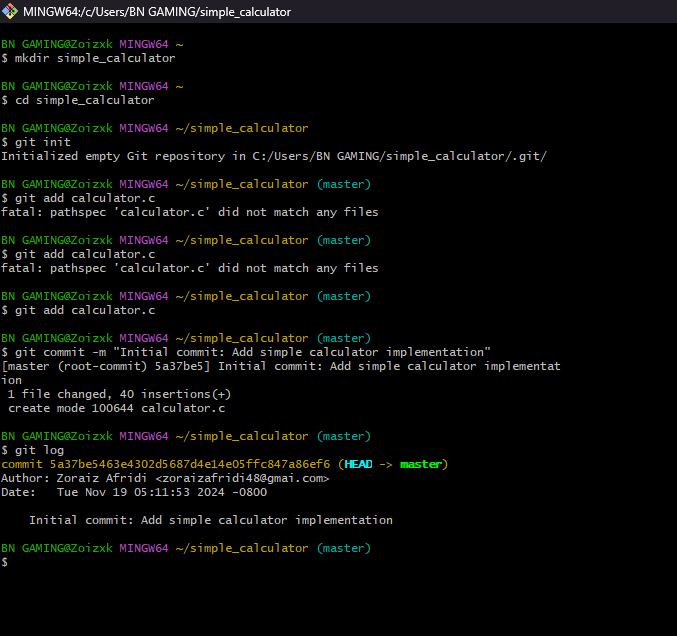 MINGW64:/c/Users/BN GAMING/simple_calculator
BN GAMING@Zoizxk MINGW64 ~
$ mkdir simple_calculator
BN GAMING@Zoizxk MINGW64 ~
$ cd simple_calculator
BN GAMING@Zoizxk MINGW64 ~/simple_calculator
$ git init
Initialized empty Git repository in C:/Users/BN GAMING/simple_calculator/.git/
BN GAMING@Zoizxk MINGW64 ~/simple_calculator (master)
$ git add calculator.c
fatal: pathspec 'calculator.c' did not match any files
BN GAMING@Zoizxk MINGW64 ~/simple_calculator (master)
$ git add calculator.c
fatal: pathspec 'calculator.c' did not match any files
BN GAMING@Zoizxk MINGW64 ~/simple_calculator (master)
$ git add calculator.c
BN GAMING@Zoizxk MINGW64 ~/simple_calculator (master)
$ git commit -m "Initial commit: Add simple calculator implementation"
[master (root-commit) 5a37be5] Initial commit: Add simple calculator implementat
ion
 1 file changed, 40 insertions(+)
 create mode 100644 calculator.c
BN GAMING@Zoizxk MINGW64 ~/simple_calculator (master)
$ git log
commit 5a37be5463e4302d5687d4e14e05ffc847a86ef6 (HEAD -> master)
Author: Zoraiz Afridi <zoraizafridi48@gmai.com>
Date:   Tue Nov 19 05:11:53 2024 -0800
    Initial commit: Add simple calculator implementation
BN GAMING@Zoizxk MINGW64 ~/simple_calculator (master)
$